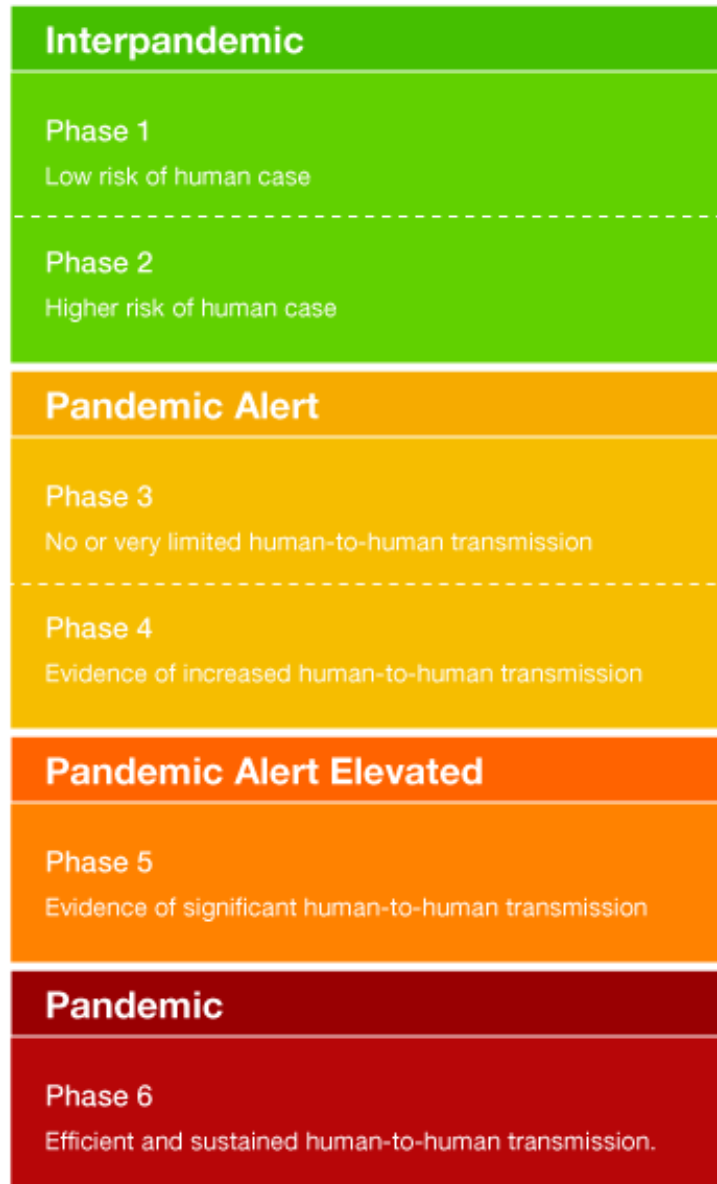 Interpandemic
Phase 1
Low risk of human case
Phase 2
Higher risk of human case
Pandemic Alert
Phase 3
No or very limited human-to-human transmission
Phase 4
Evidence of increased human-to-human transmission
Pandemic Alert Elevated
Phase 5
Evidence of significant human-to-human transmission
Pandemic
Phase 6
Efficient and sustained human-to-human transmission.